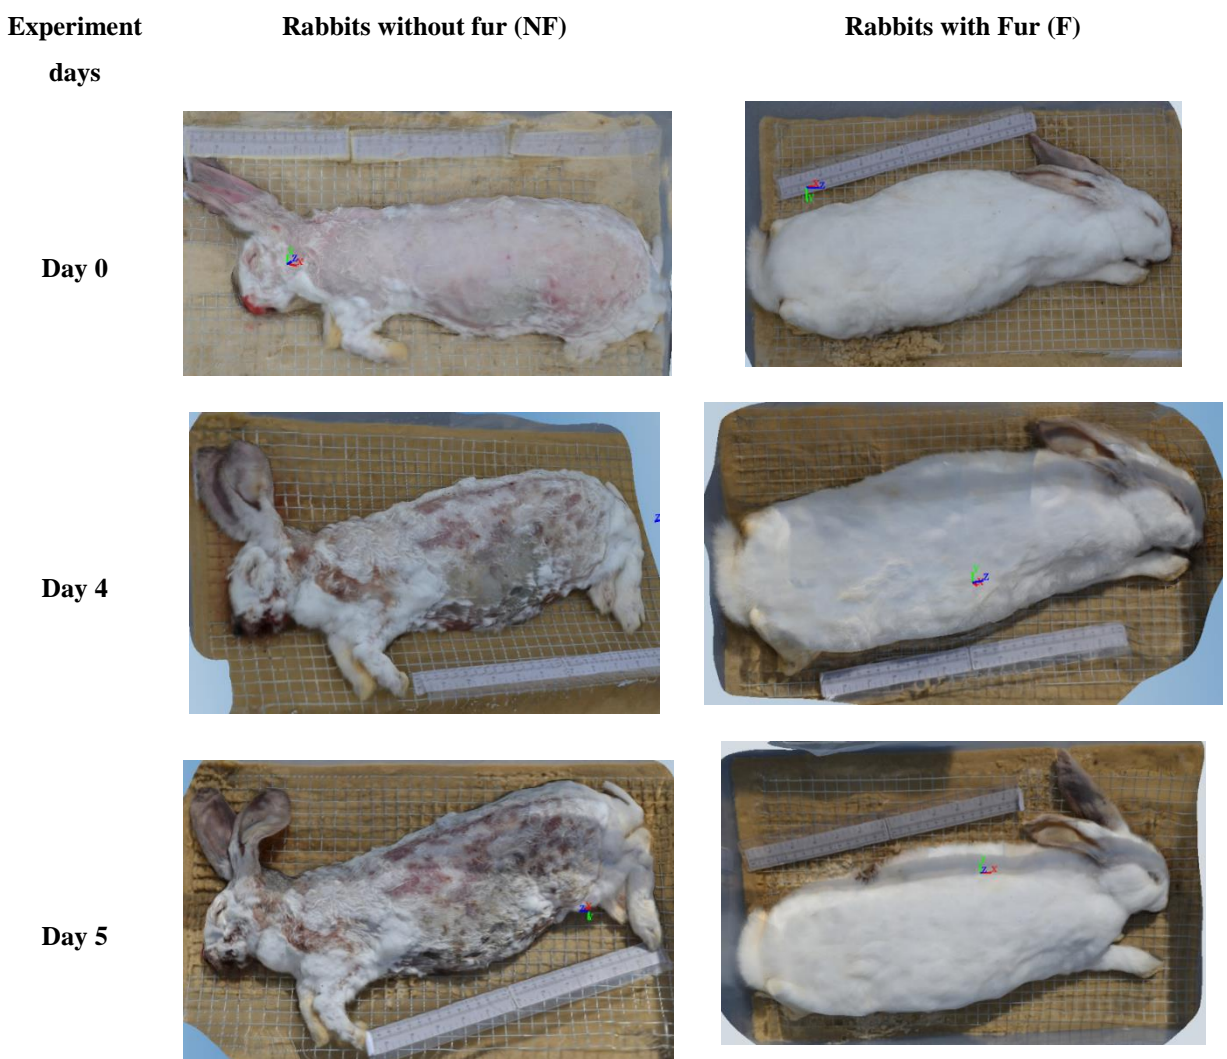 Experiment
days
Rabbits without fur (NF)
Rabbits with Fur (F)
Day 0
Day 4
Day 5